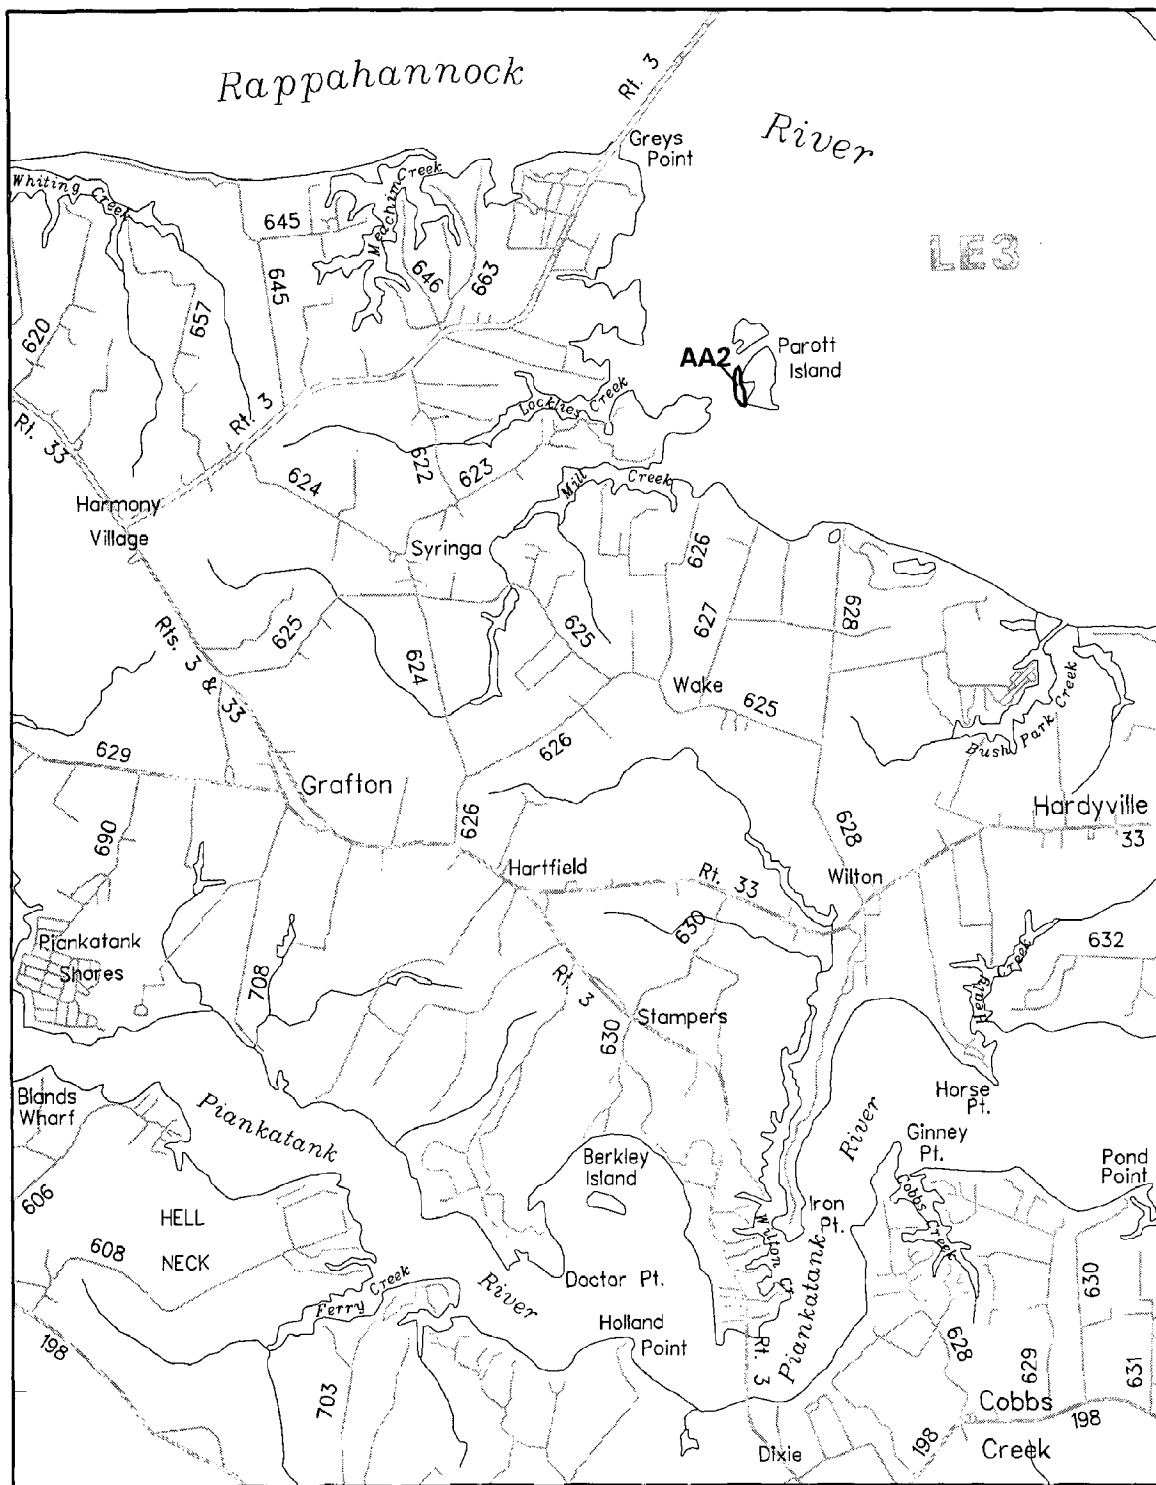 Rappahannock
Rt. 3
River
Greys
Point
Whiting Creek
Meachim Creek
645
LE3
646
663
645
620
657
AA2
Parott
Island
Rt. 3
Locklies Creek
Rt. 33
622
623
624
Mill Creek
Harmony
Village
Syringa
626
627
628
625
625
Rts. 3 & 33
624
Wake
625
Bush Park Creek
629
626
Grafton
Hardyville
33
690
626
628
Hartfield
Rt. 33
Wilton
630
632
Piankatank
Shores
708
Healy Creek
Rt. 3
Stampers
630
Blands
Wharf
Piankatank
Horse
Pt.
River
Ginney
Pt.
Berkley
Island
Pond
Point
606
Cobbs Creek
HELL
NECK
Iron
Pt.
Wilton Cr
608
Doctor Pt.
Ferry Creek
River
Piankatank
630
Holland
Point
198
Rt. 3
628
629
631
703
Cobbs
Creek
198
198
Dixie